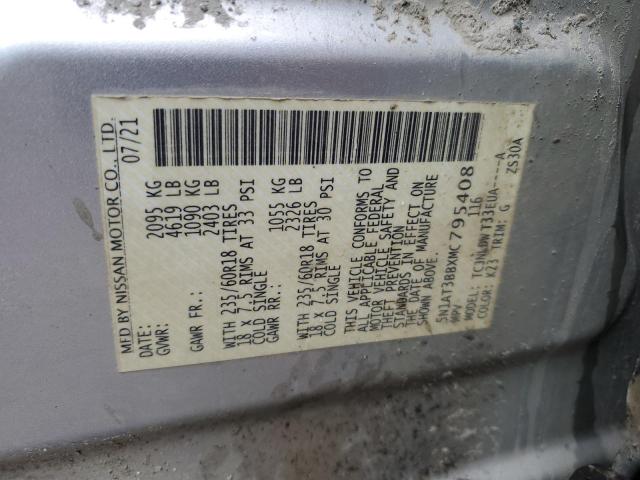 MFD BY NISSAN MOTOR CO., LTD.
DATE: 07/21
GVWR: 2095 KG
4619 LB
GAWR FR.: 1090 KG
2403 LB
WITH 235/60R18 TIRES
18 X 7.5 RIMS AT 33 PSI
COLD SINGLE
GAWR RR.: 1055 KG
2326 LB
WITH 235/60R18 TIRES
18 X 7.5 RIMS AT 30 PSI
COLD SINGLE
THIS VEHICLE CONFORMS TO
ALL APPLICABLE FEDERAL
MOTOR VEHICLE SAFETY AND
THEFT PREVENTION
STANDARDS IN EFFECT ON
THE DATE OF MANUFACTURE
SHOWN ABOVE.
5N1AT3BBXMC795408
MPV 116
MODEL: TCJNLDW T33EUA-----A
COLOR: K23 TRIM: G ZS30A